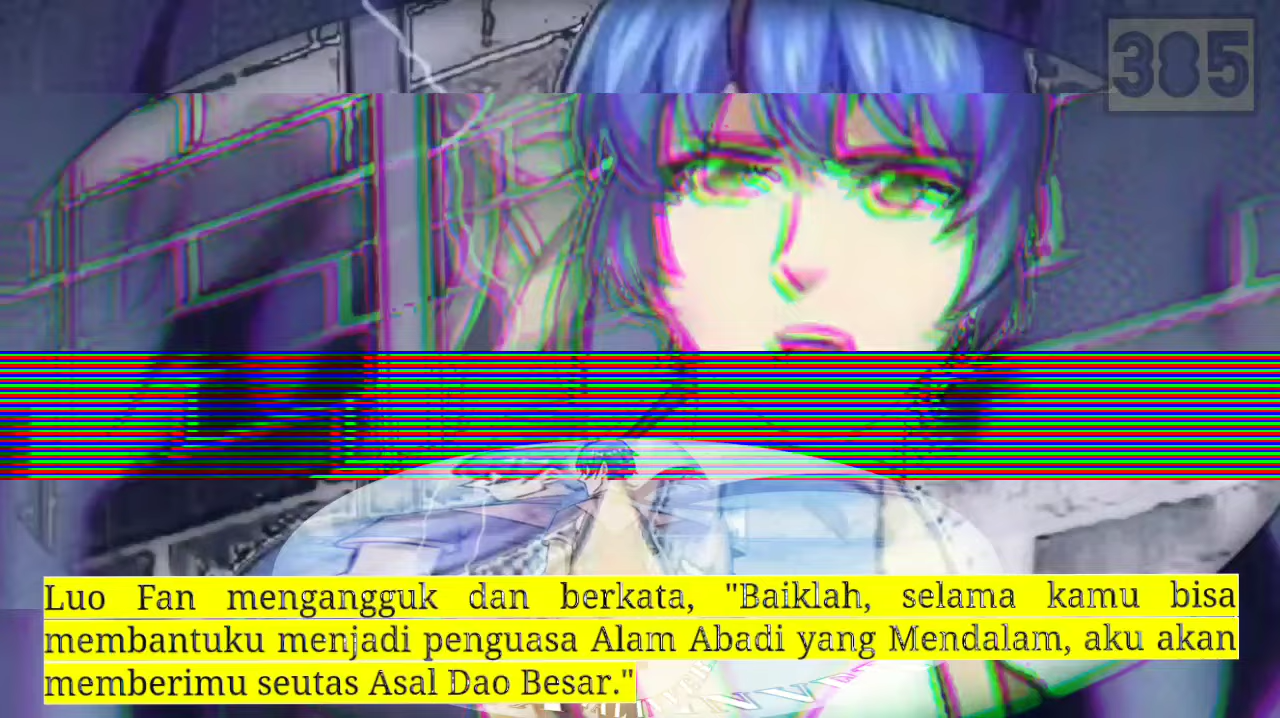 385
Luo Fan mengangguk dan berkata, "Baiklah, selama kamu bisa
membantuku menjadi penguasa Alam Abadi yang Mendalam, aku akan
memberimu seutas Asal Dao Besar."